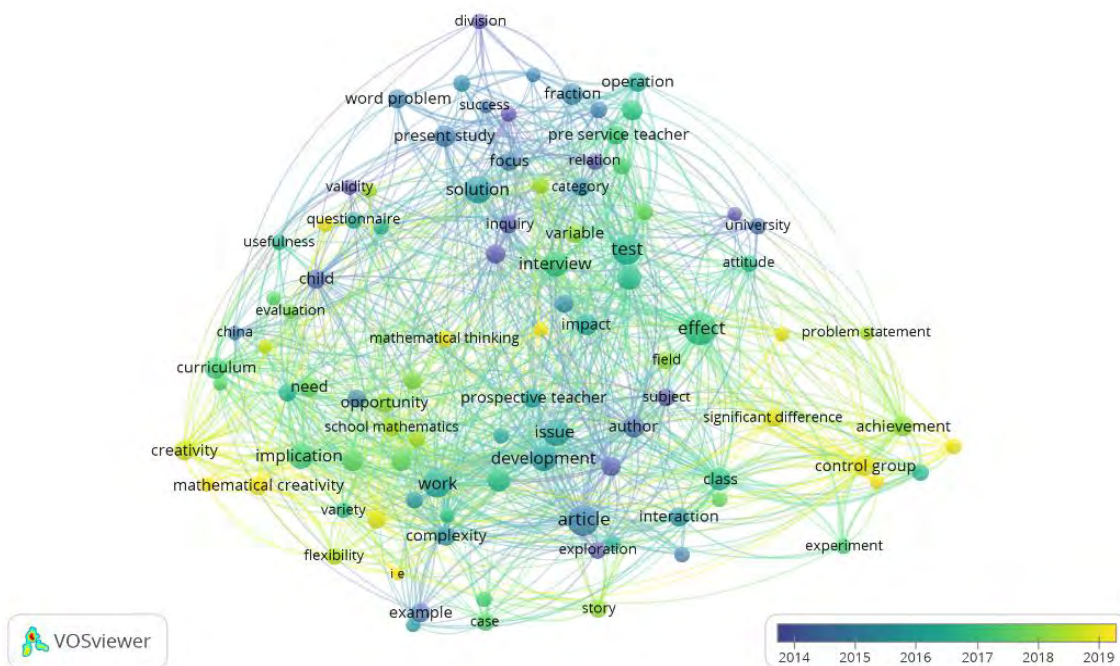 division
operation
word problem
success
fraction
present study
pre service teacher
focus
relation
validity
solution
category
questionnaire
inquiry
variable
university
usefulness
test
interview
attitude
child
evaluation
china
mathematical thinking
impact
effect
problem statement
curriculum
field
need
opportunity
prospective teacher
subject
school mathematics
issue
author
significant difference
achievement
creativity
implication
development
control group
mathematical creativity
work
class
variety
article
interaction
complexity
flexibility
exploration
experiment
i e
example
case
story
VOSviewer
2014 2015 2016 2017 2018 2019